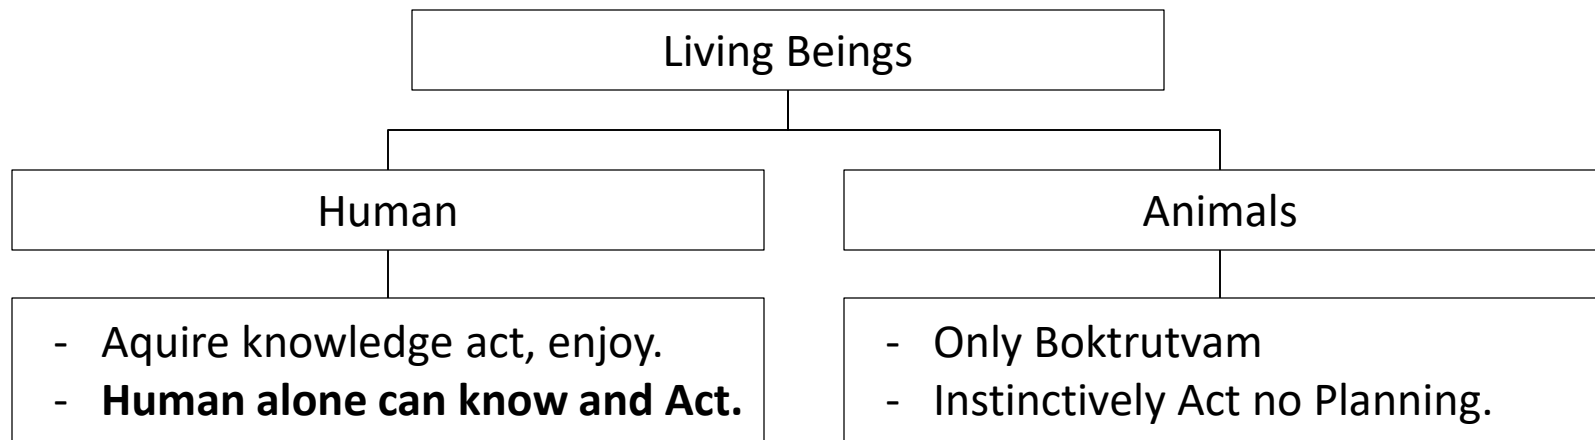 Living Beings
Human
Animals
- Aquire knowledge act, enjoy.
- Human alone can know and Act.
- Only Boktrutvam
- Instinctively Act no Planning.